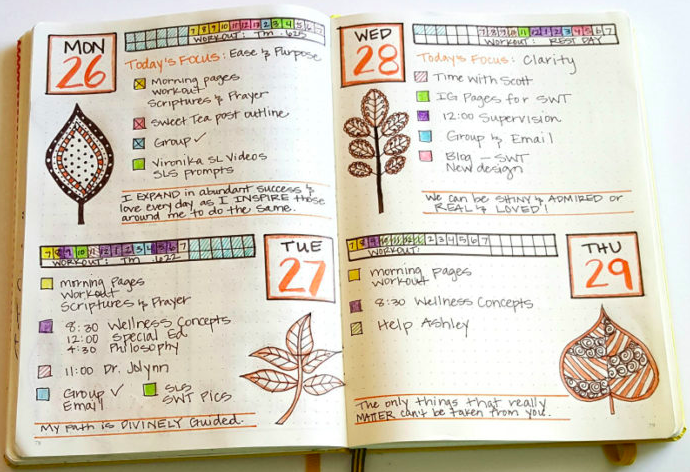 MON
26
7 8 9 10 11 12 1 2 3 4 5 6 7
WORKOUT: TM: 625
Today's Focus: Ease & Purpose
Morning pages
workout
Scriptures & Prayer
Sweet Tea post outline
Group ✓
Vironika SL Videos
SLS prompts
I EXPAND in abundant success &
love every day as I INSPIRE those
around me to do the same.
7 8 9 10 11 12 1 2 3 4 5 6 7
WORKOUT: TM 622
TUE
27
morning Pages
Workout
Scriptures & Prayer
8:30 Wellness Concepts
12:00 Special Ed
4:30 Philosophy
11:00 Dr. Jolynn
Group ✓
Email
SLS
SWT Pics
My path is DIVINELY Guided.
WED
28
7 8 9 10 11 12 1 2 3 4 5 6 7
WORKOUT: REST DAY
Today's Focus: Clarity
Time with Scott
IG Pages for SWT
12:00 Supervision
Group & Email
Blog — SWT
New design
We can be SHINY & ADMIRED or
REAL & LOVED!
7 8 9 10 11 12 1 2 3 4 5 6 7
WORKOUT:
THU
29
morning pages
workout
8:30 Wellness Concepts
Help Ashley
The only things that really
MATTER can't be taken from you.